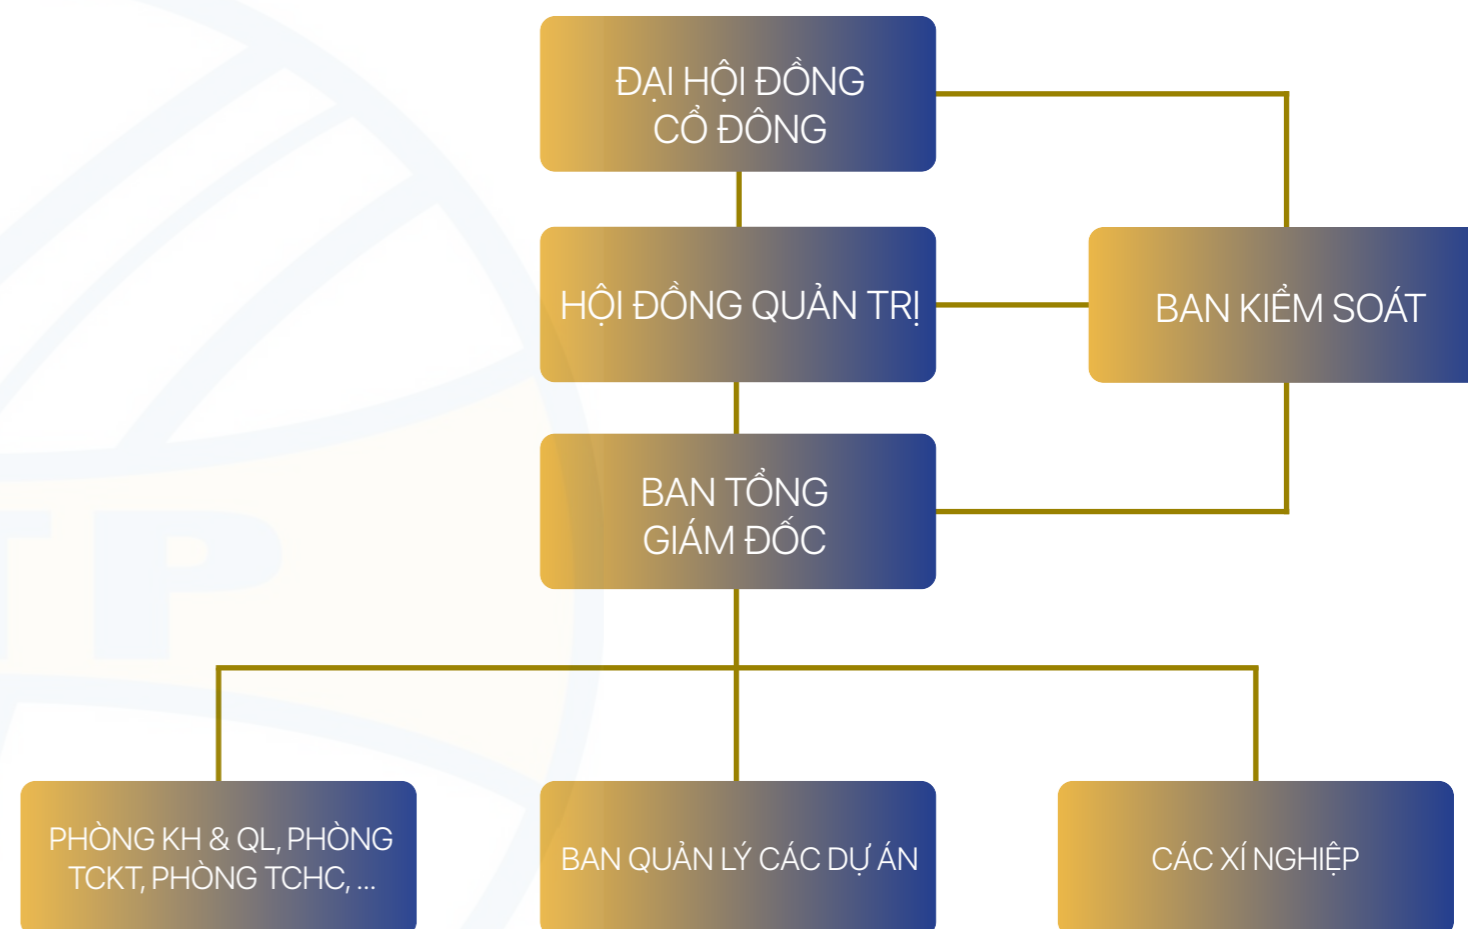 ĐẠI HỘI ĐỒNG
CỔ ĐÔNG
HỘI ĐỒNG QUẢN TRỊ
BAN KIỂM SOÁT
BAN TỔNG
GIÁM ĐỐC
PHÒNG KH & QL, PHÒNG
TCKT, PHÒNG TCHC, ...
BAN QUẢN LÝ CÁC DỰ ÁN
CÁC XÍ NGHIỆP